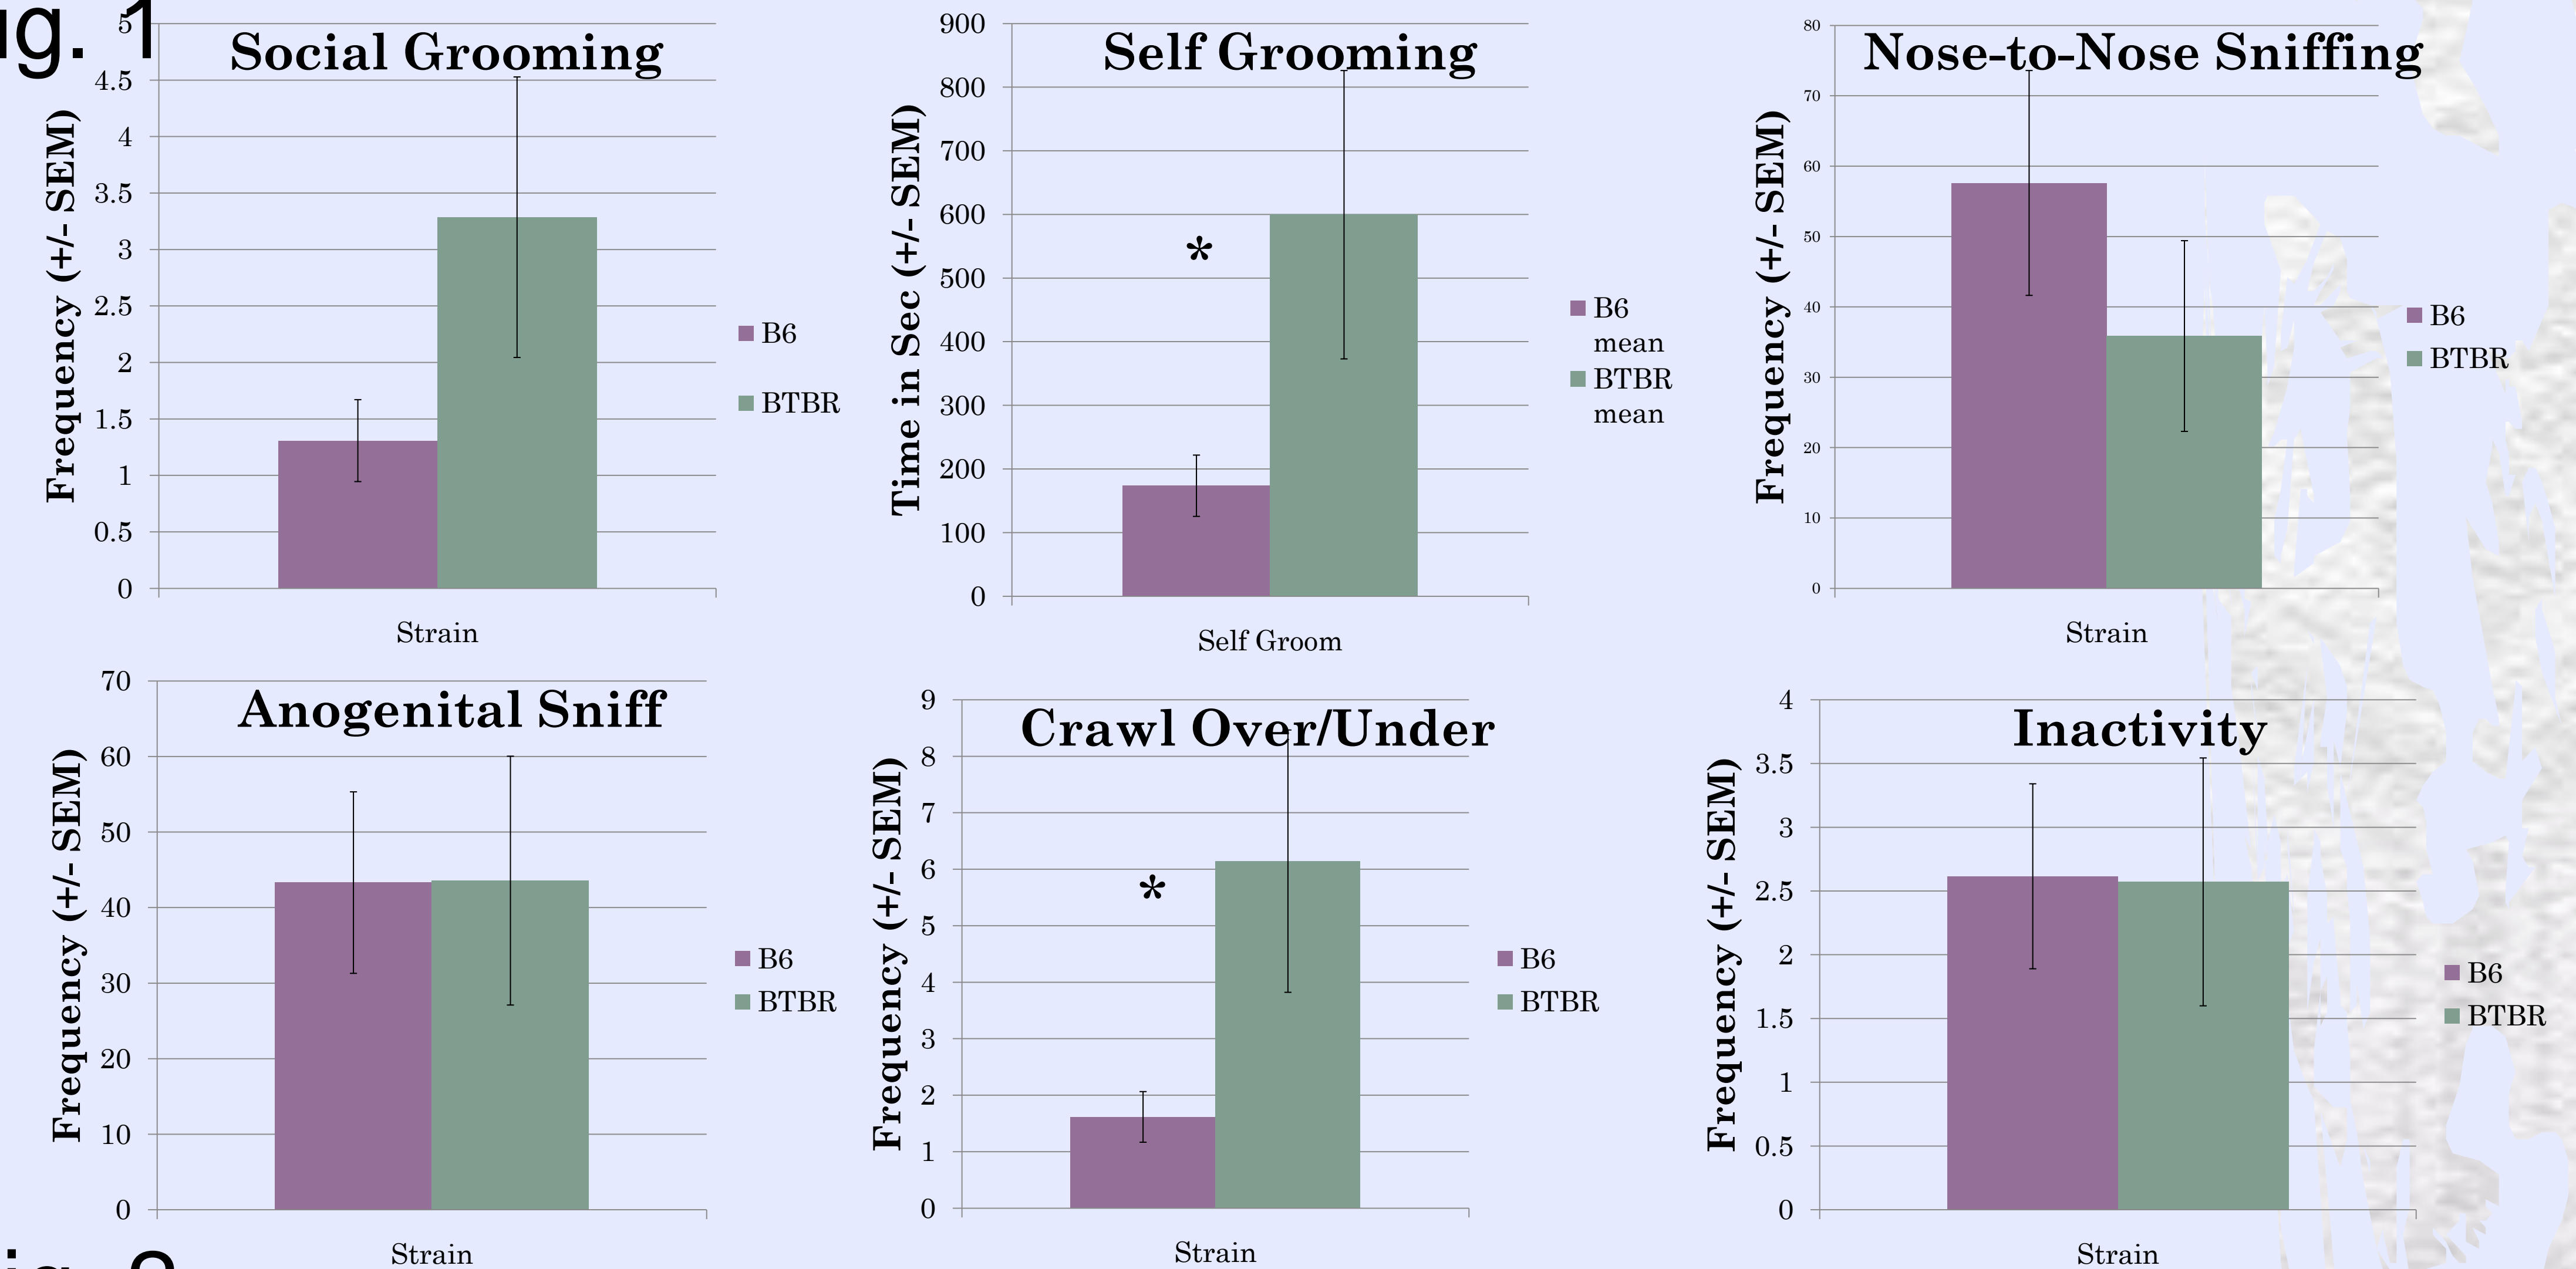 ig. 1
Social Grooming
Frequency (+/- SEM)
5
4.5
4
3.5
3
2.5
2
1.5
1
0.5
0
Strain
B6
BTBR
Self Grooming
Time in Sec (+/- SEM)
900
800
700
600
500
400
300
200
100
0
*
Self Groom
B6
mean
BTBR
mean
Nose-to-Nose Sniffing
Frequency (+/- SEM)
80
70
60
50
40
30
20
10
0
Strain
B6
BTBR
Anogenital Sniff
Frequency (+/- SEM)
70
60
50
40
30
20
10
0
Strain
B6
BTBR
Crawl Over/Under
Frequency (+/- SEM)
9
8
7
6
5
4
3
2
1
0
*
Strain
B6
BTBR
Inactivity
Frequency (+/- SEM)
4
3.5
3
2.5
2
1.5
1
0.5
0
Strain
B6
BTBR